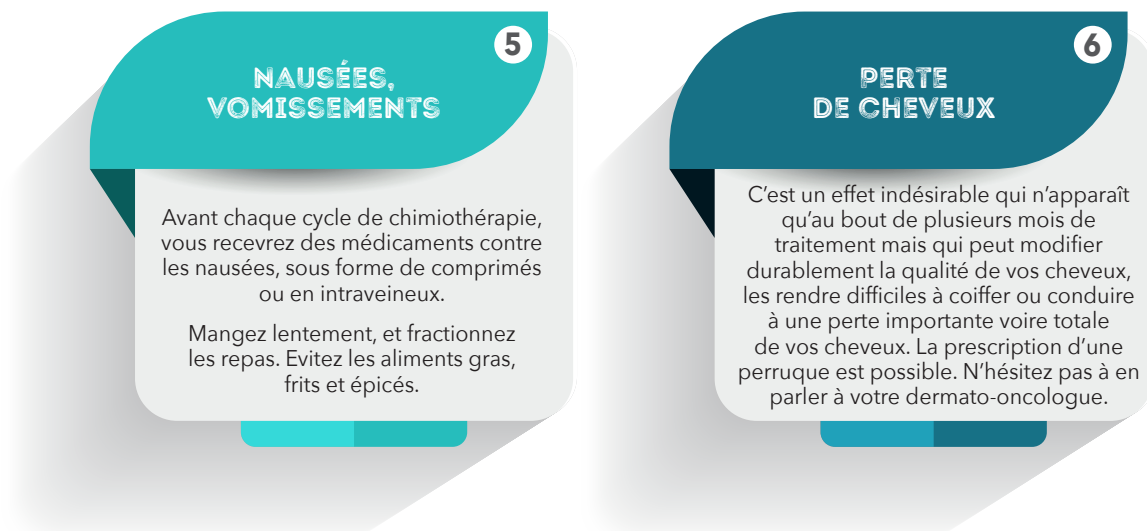 5
NAUSÉES,
VOMISSEMENTS
Avant chaque cycle de chimiothérapie,
vous recevrez des médicaments contre
les nausées, sous forme de comprimés
ou en intraveineux.
Mangez lentement, et fractionnez
les repas. Evitez les aliments gras,
frits et épicés.
6
PERTE
DE CHEVEUX
C'est un effet indésirable qui n'apparaît
qu'au bout de plusieurs mois de
traitement mais qui peut modifier
durablement la qualité de vos cheveux,
les rendre difficiles à coiffer ou conduire
à une perte importante voire totale
de vos cheveux. La prescription d'une
perruque est possible. N'hésitez pas à en
parler à votre dermato-oncologue.